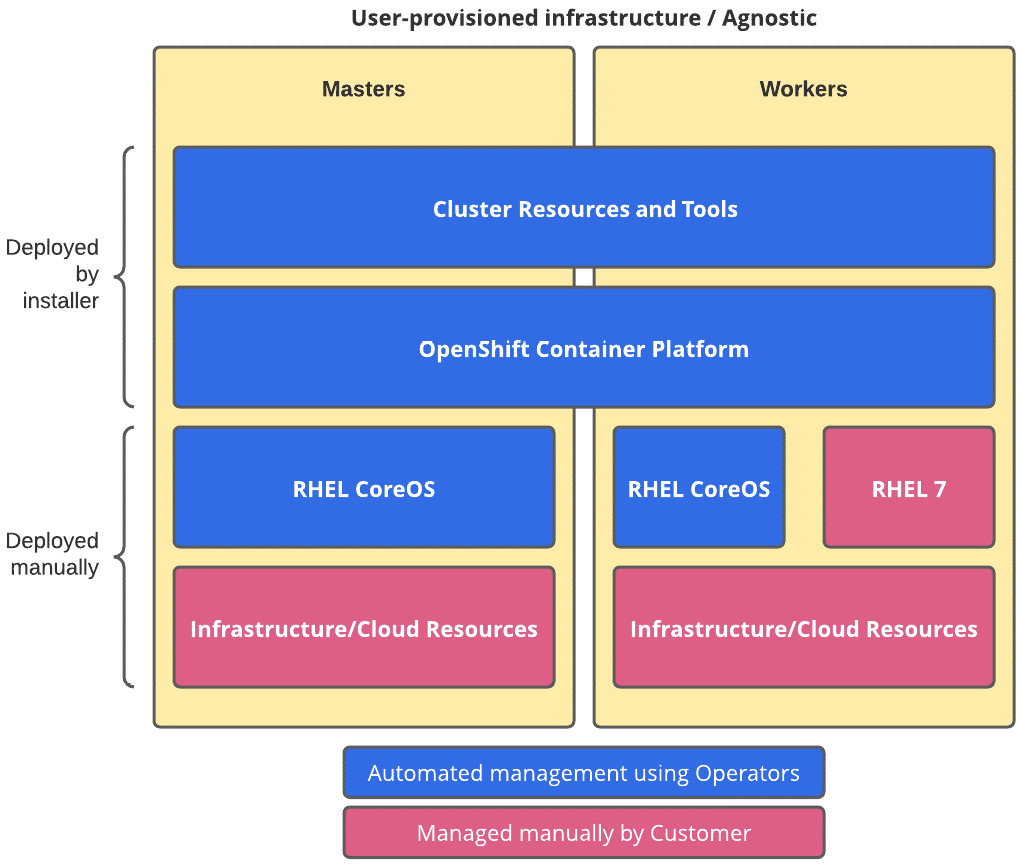 User-provisioned infrastructure / Agnostic
Masters
Workers
Deployed
by
installer
Cluster Resources and Tools
OpenShift Container Platform
Deployed
manually
RHEL CoreOS
RHEL CoreOS
RHEL 7
Infrastructure/Cloud Resources
Infrastructure/Cloud Resources
Automated management using Operators
Managed manually by Customer